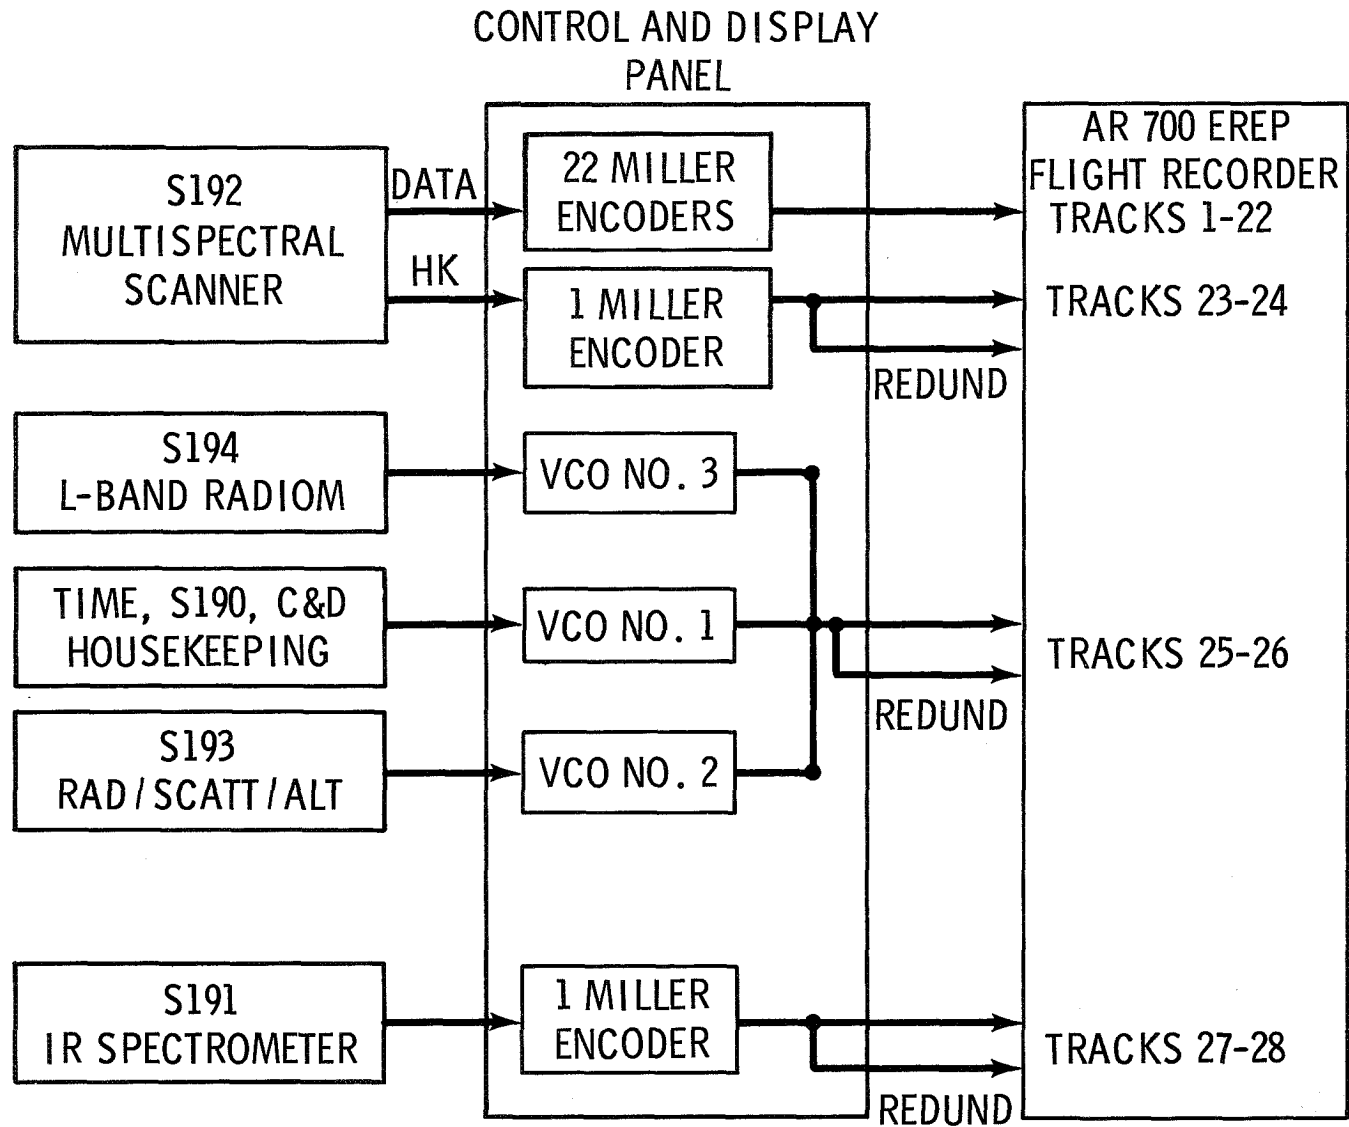 CONTROL AND DISPLAY
PANEL
S192
MULTISPECTRAL
SCANNER
DATA
HK
22 MILLER
ENCODERS
1 MILLER
ENCODER
AR 700 EREP
FLIGHT RECORDER
TRACKS 1-22
TRACKS 23-24
REDUND
S194
L-BAND RADIOM
VCO NO. 3
TIME, S190, C&D
HOUSEKEEPING
VCO NO. 1
TRACKS 25-26
REDUND
S193
RAD/SCATT/ALT
VCO NO. 2
S191
IR SPECTROMETER
1 MILLER
ENCODER
TRACKS 27-28
REDUND